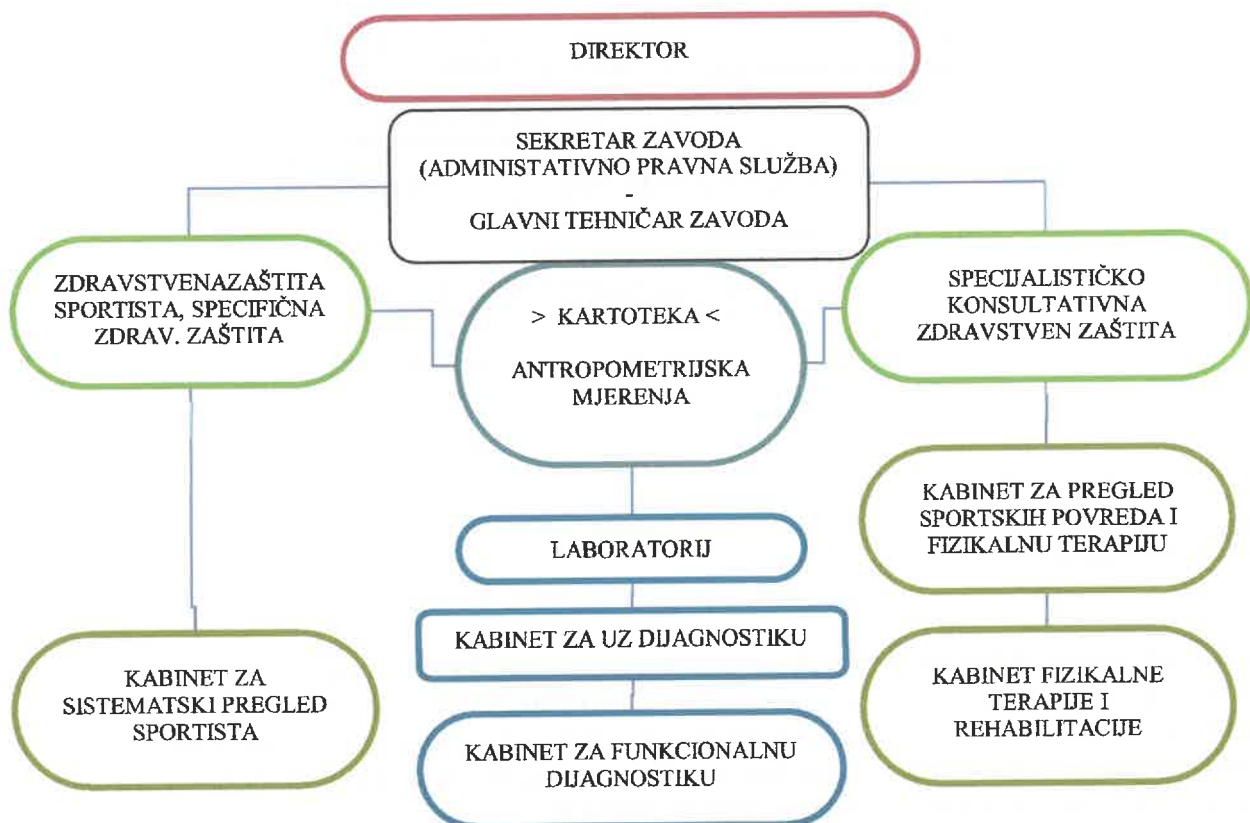 DIREKTOR
SEKRETAR ZAVODA
(ADMINISTATIVNO PRAVNA SLUŽBA)
-
GLAVNI TEHNIČAR ZAVODA
ZDRAVSTVENAZAŠTITA
SPORTISTA, SPECIFIČNA
ZDRAV. ZAŠTITA
> KARTOTEKA <
ANTROPOMETRIJSKA
MJERENJA
SPECIJALISTIČKO
KONSULTATIVNA
ZDRAVSTVEN ZAŠTITA
KABINET ZA PREGLED
SPORTSKIH POVREDA I
FIZIKALNU TERAPIJU
LABORATORIJ
KABINET ZA UZ DIJAGNOSTIKU
KABINET ZA
SISTEMATSKI PREGLED
SPORTISTA
KABINET ZA FUNKCIONALNU
DIJAGNOSTIKU
KABINET FIZIKALNE
TERAPIJE I
REHABILITACIJE